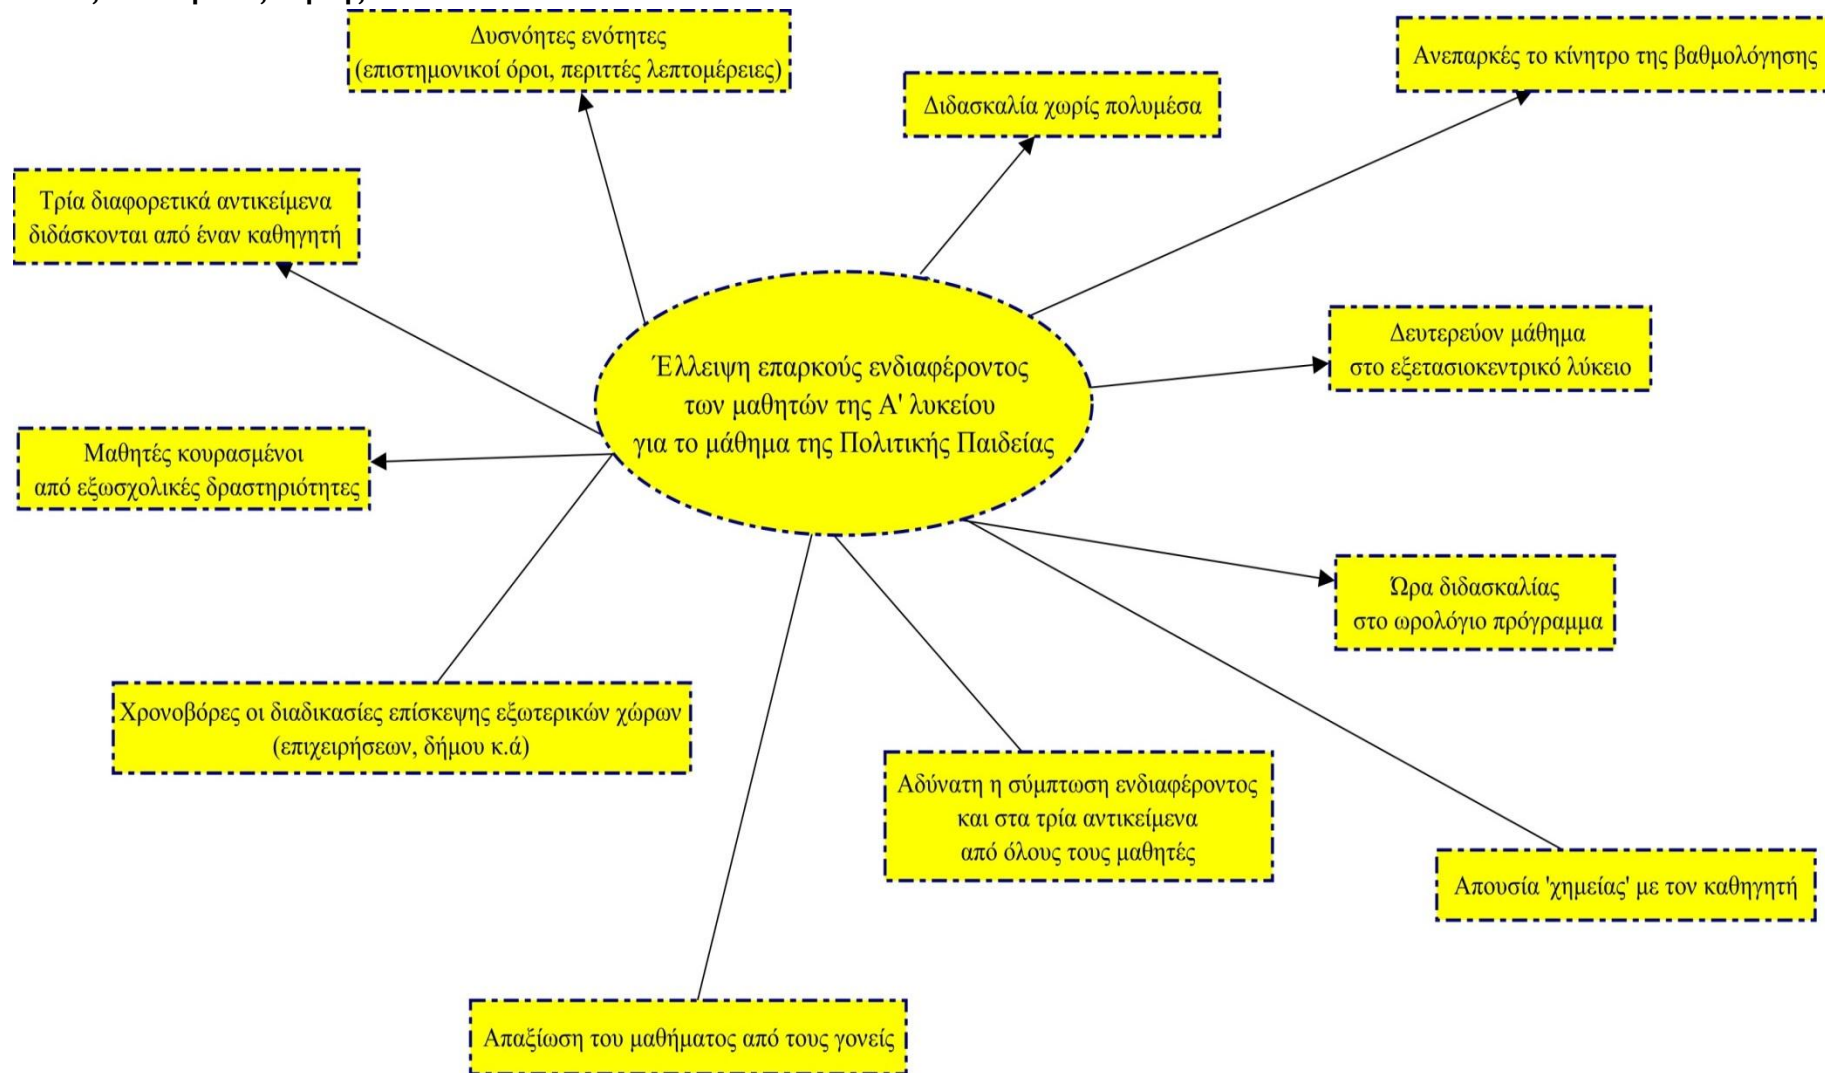 Δυσνόητες ενότητες
(επιστημονικοί όροι, περιττές λεπτομέρειες)
Ανεπαρκές το κίνητρο της βαθμολόγησης
Διδασκαλία χωρίς πολυμέσα
Τρία διαφορετικά αντικείμενα
διδάσκονται από έναν καθηγητή
Δευτερεύον μάθημα
στο εξετασιοκεντρικό λύκειο
Έλλειψη επαρκούς ενδιαφέροντος
των μαθητών της Α' λυκείου
για το μάθημα της Πολιτικής Παιδείας
Μαθητές κουρασμένοι
από εξωσχολικές δραστηριότητες
Ώρα διδασκαλίας
στο ωρολόγιο πρόγραμμα
Χρονοβόρες οι διαδικασίες επίσκεψης εξωτερικών χώρων
(επιχειρήσεων, δήμου κ.ά)
Αδύνατη η σύμπτωση ενδιαφέροντος
και στα τρία αντικείμενα
από όλους τους μαθητές
Απουσία 'χημείας' με τον καθηγητή
Απαξίωση του μαθήματος από τους γονείς